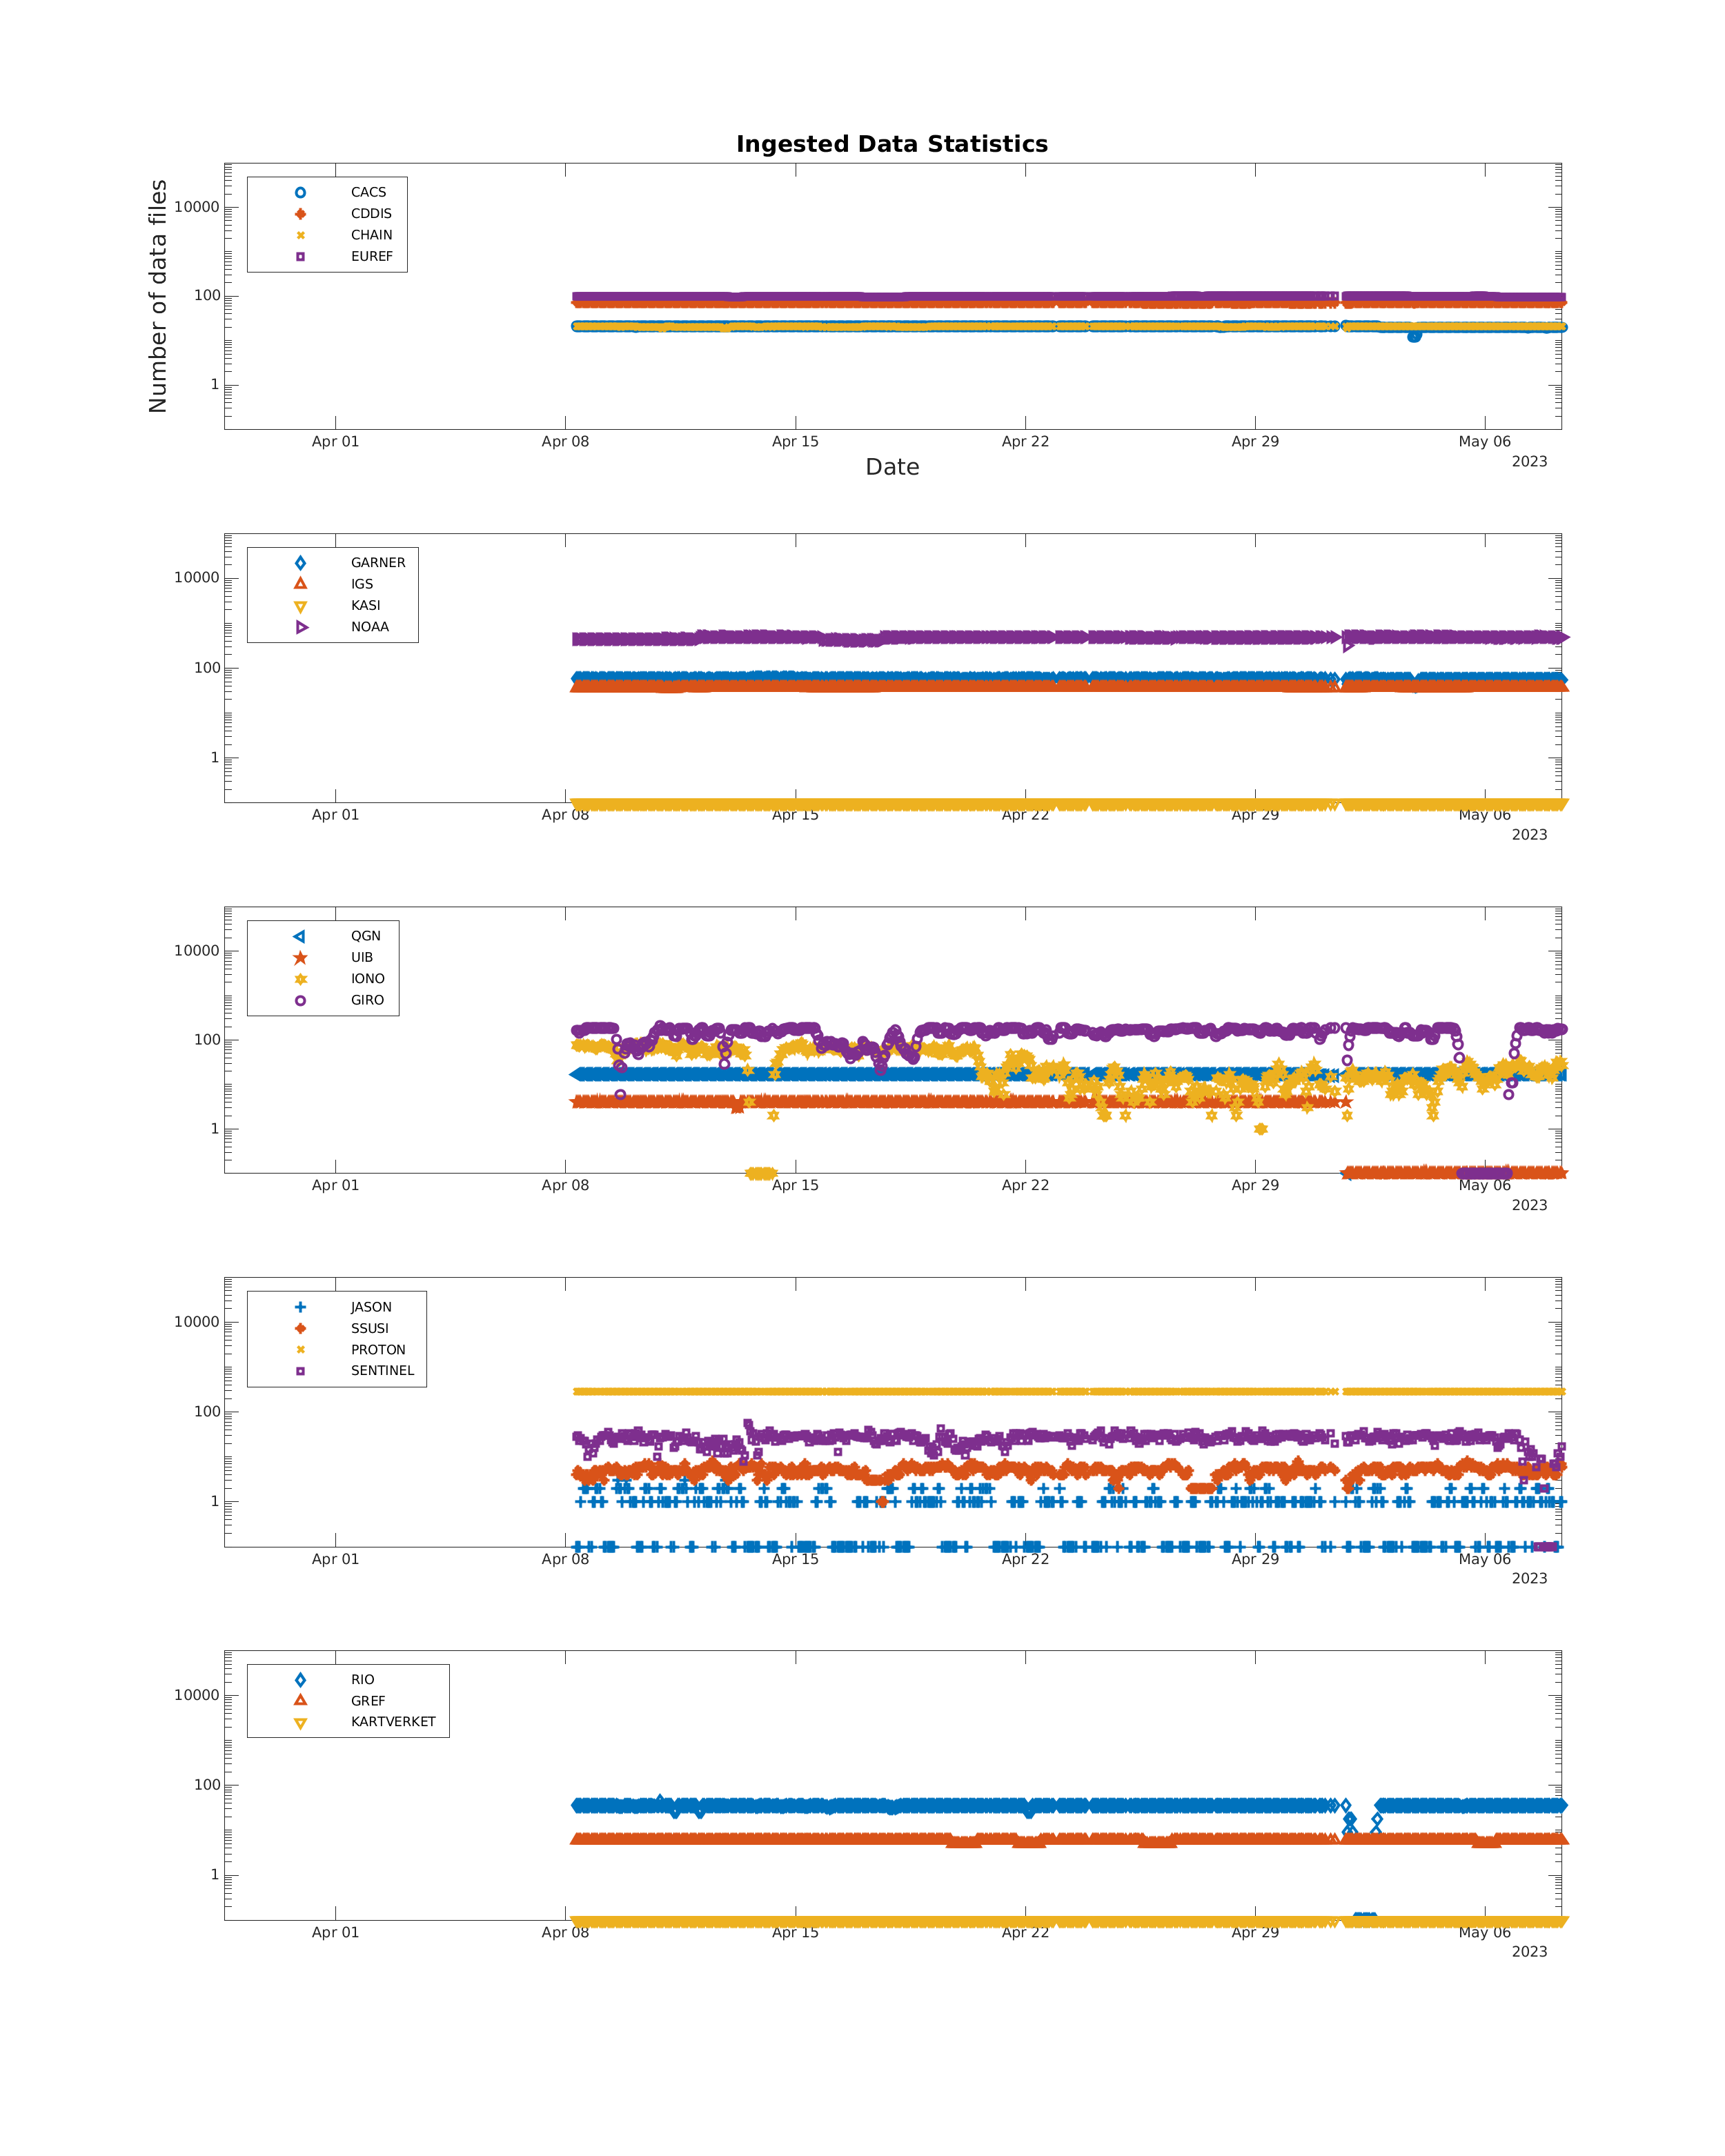 Ingested Data Statistics
Number of data files
CACS
CDDIS
CHAIN
EUREF
10000
100
1
Apr 01 Apr 08 Apr 15 Apr 22 Apr 29 May 06
2023
Date
GARNER
IGS
KASI
NOAA
10000
100
1
Apr 01 Apr 08 Apr 15 Apr 22 Apr 29 May 06
2023
QGN
UIB
IONO
GIRO
10000
100
1
Apr 01 Apr 08 Apr 15 Apr 22 Apr 29 May 06
2023
JASON
SSUSI
PROTON
SENTINEL
10000
100
1
Apr 01 Apr 08 Apr 15 Apr 22 Apr 29 May 06
2023
RIO
GREF
KARTVERKET
10000
100
1
Apr 01 Apr 08 Apr 15 Apr 22 Apr 29 May 06
2023